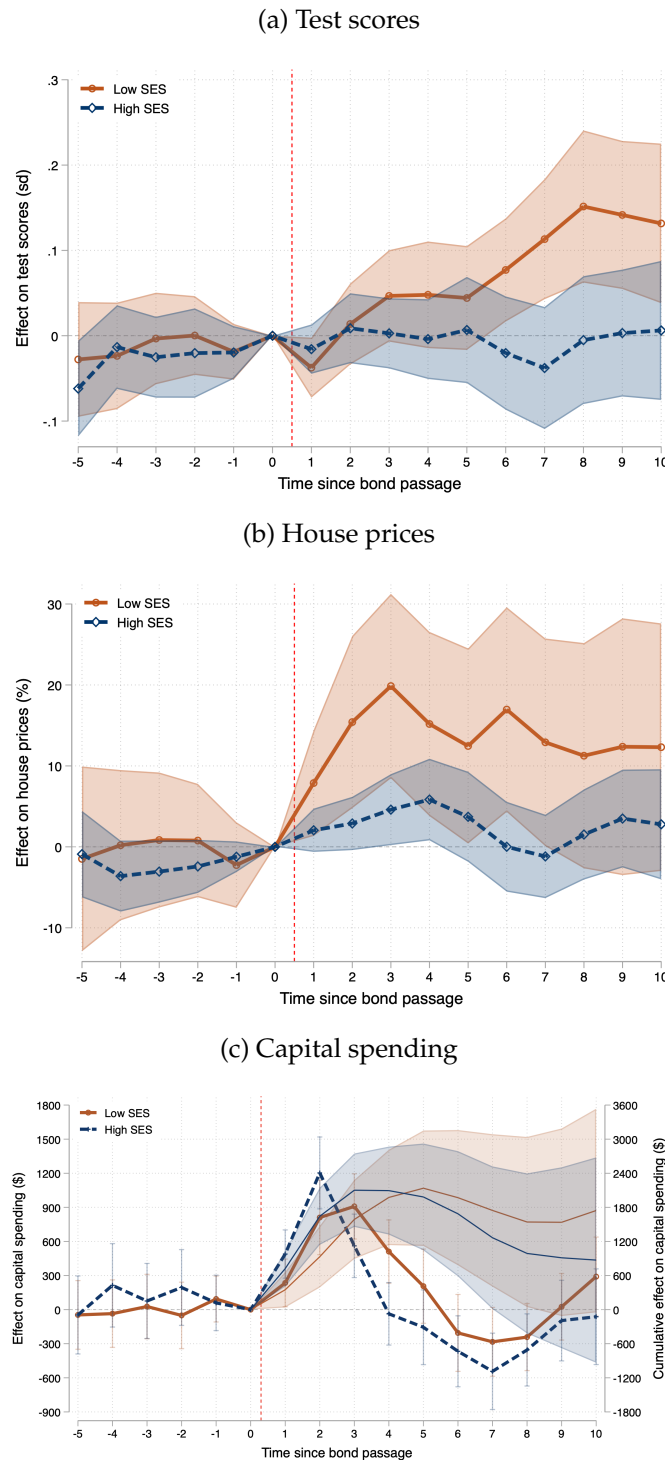 (a) Test scores
Low SES
High SES
Effect on test scores (sd)
.3
.2
.1
0
-.1
-5 -4 -3 -2 -1 0 1 2 3 4 5 6 7 8 9 10
Time since bond passage
(b) House prices
Low SES
High SES
Effect on house prices (%)
30
20
10
0
-10
-5 -4 -3 -2 -1 0 1 2 3 4 5 6 7 8 9 10
Time since bond passage
(c) Capital spending
Low SES
High SES
Effect on capital spending ($)
1800
1500
1200
900
600
300
0
-300
-600
-900
3600
3000
2400
1800
1200
600
0
-600
-1200
-1800
Cumulative effect on capital spending ($)
-5 -4 -3 -2 -1 0 1 2 3 4 5 6 7 8 9 10
Time since bond passage